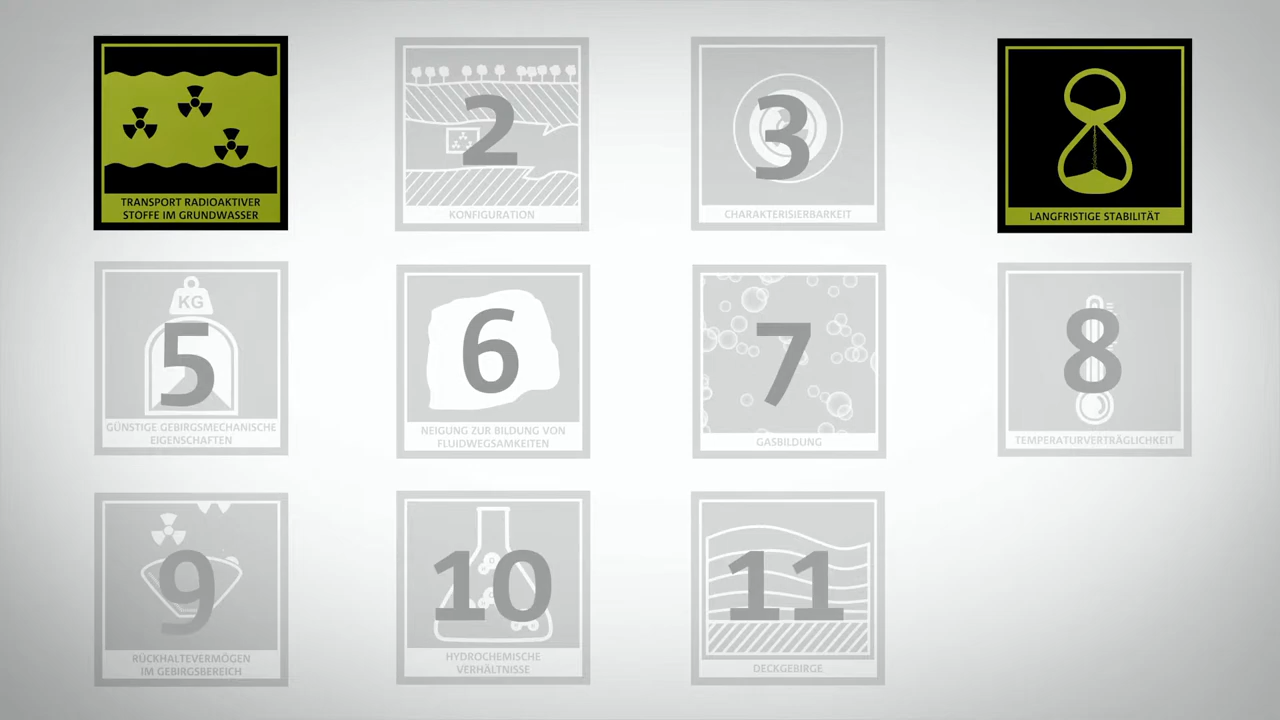 TRANSPORT RADIOAKTIVER
STOFFE IM GRUNDWASSER
2
KONFIGURATION
3
CHARAKTERISIERBARKEIT
LANGFRISTIGE STABILITÄT
KG
5
GÜNSTIGE GEBIRGSMECHANISCHE
EIGENSCHAFTEN
6
NEIGUNG ZUR BILDUNG VON
FLUIDWEGSAMKEITEN
7
GASBILDUNG
8
TEMPERATURVERTRÄGLICHKEIT
9
RÜCKHALTEVERMÖGEN
IM GEBIRGSBEREICH
10
HYDROCHEMISCHE
VERHÄLTNISSE
11
DECKGEBIRGE